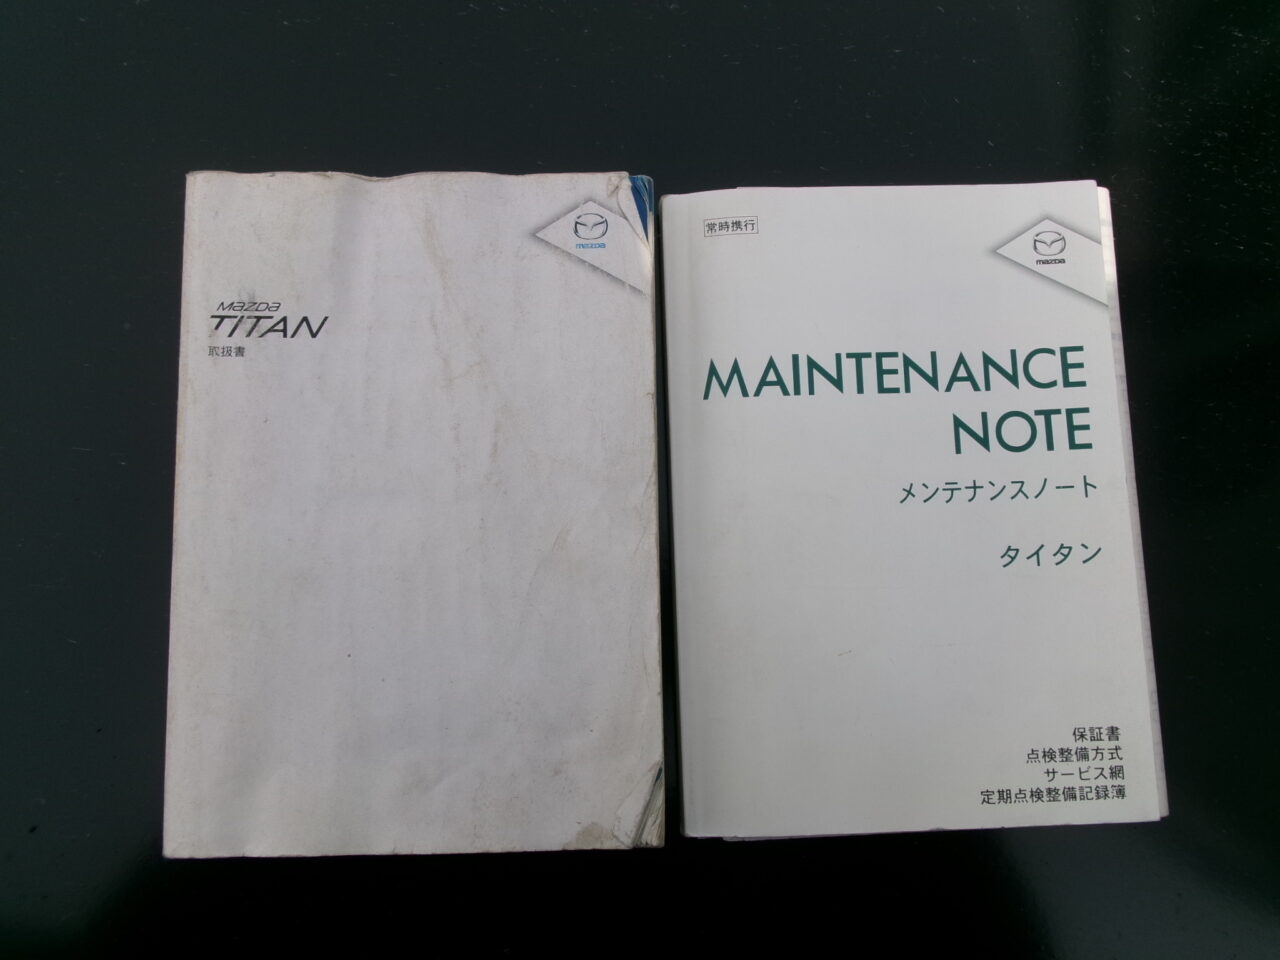 mazda
mazda
TITAN
取扱書
常時携行
mazda
MAINTENANCE
NOTE
メンテナンスノート
タイタン
保証書
点検整備方式
サービス網
定期点検整備記録簿